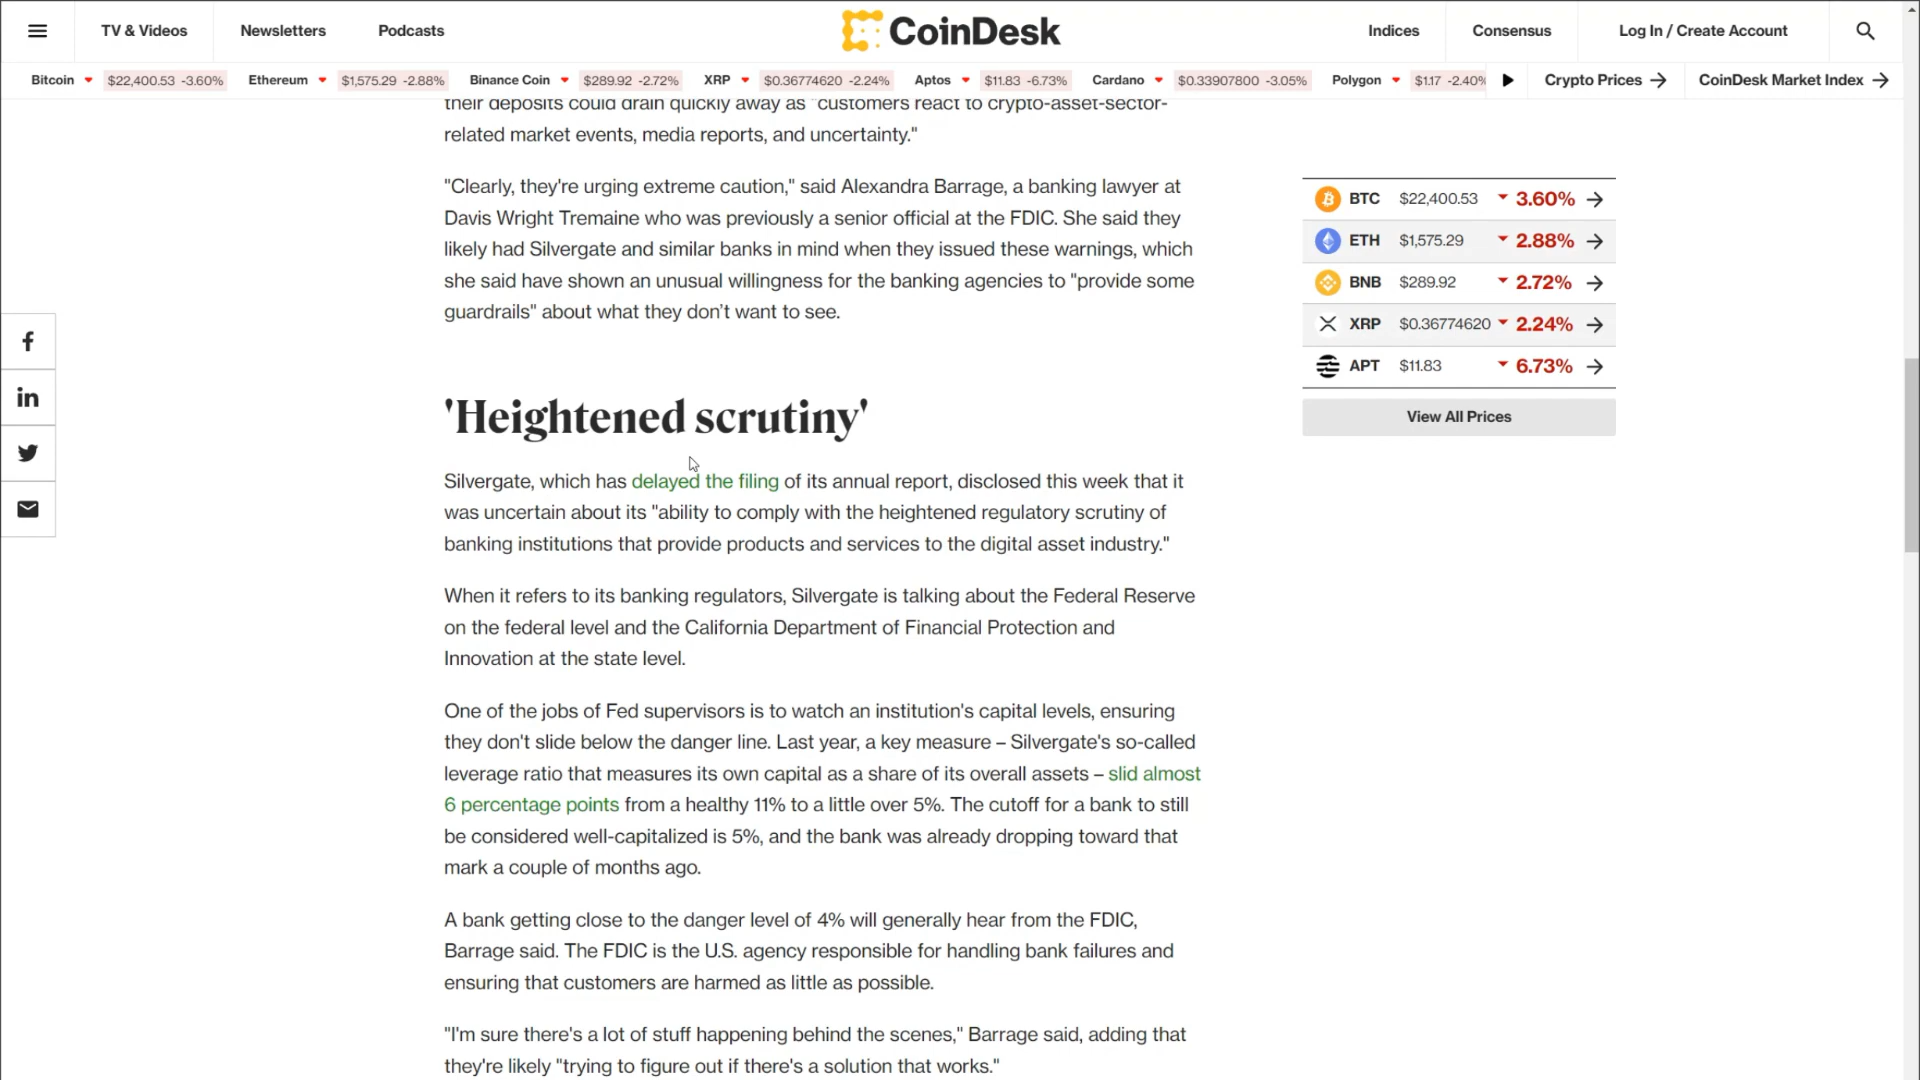 TV & Videos
Newsletters
Podcasts
CoinDesk
Indices
Consensus
Log In / Create Account
Bitcoin $22,400.53 -3.60% Ethereum $1,575.29 -2.88% Binance Coin $289.92 -2.72% XRP $0.36774620 -2.24% Aptos $11.83 -6.73% Cardano $0.33907800 -3.05% Polygon $1.17 -2.40%
Crypto Prices
CoinDesk Market Index
their deposits could drain quickly away as "customers react to crypto-asset-sector-
related market events, media reports, and uncertainty."
"Clearly, they're urging extreme caution," said Alexandra Barrage, a banking lawyer at
Davis Wright Tremaine who was previously a senior official at the FDIC. She said they
likely had Silvergate and similar banks in mind when they issued these warnings, which
she said have shown an unusual willingness for the banking agencies to "provide some
guardrails" about what they don’t want to see.
'Heightened scrutiny'
Silvergate, which has delayed the filing of its annual report, disclosed this week that it
was uncertain about its "ability to comply with the heightened regulatory scrutiny of
banking institutions that provide products and services to the digital asset industry."
When it refers to its banking regulators, Silvergate is talking about the Federal Reserve
on the federal level and the California Department of Financial Protection and
Innovation at the state level.
One of the jobs of Fed supervisors is to watch an institution's capital levels, ensuring
they don't slide below the danger line. Last year, a key measure – Silvergate's so-called
leverage ratio that measures its own capital as a share of its overall assets – slid almost
6 percentage points from a healthy 11% to a little over 5%. The cutoff for a bank to still
be considered well-capitalized is 5%, and the bank was already dropping toward that
mark a couple of months ago.
A bank getting close to the danger level of 4% will generally hear from the FDIC,
Barrage said. The FDIC is the U.S. agency responsible for handling bank failures and
ensuring that customers are harmed as little as possible.
"I'm sure there's a lot of stuff happening behind the scenes," Barrage said, adding that
they're likely "trying to figure out if there's a solution that works."
BTC $22,400.53 3.60%
ETH $1,575.29 2.88%
BNB $289.92 2.72%
XRP $0.36774620 2.24%
APT $11.83 6.73%
View All Prices